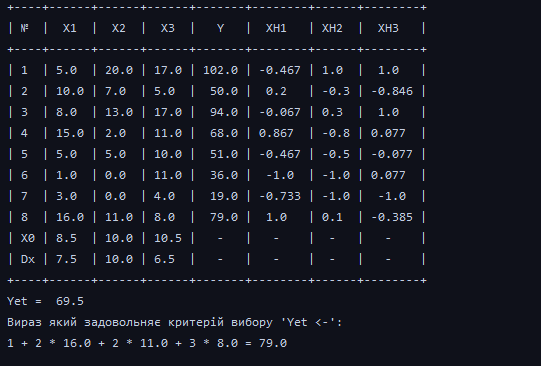 +----+------+------+------+-------+--------+------+--------+
| № | X1 | X2 | X3 | Y | XH1 | XH2 | XH3 |
+----+------+------+------+-------+--------+------+--------+
| 1 | 5.0 | 20.0 | 17.0 | 102.0 | -0.467 | 1.0 | 1.0 |
| 2 | 10.0 | 7.0 | 5.0 | 50.0 | 0.2 | -0.3 | -0.846 |
| 3 | 8.0 | 13.0 | 17.0 | 94.0 | -0.067 | 0.3 | 1.0 |
| 4 | 15.0 | 2.0 | 11.0 | 68.0 | 0.867 | -0.8 | 0.077 |
| 5 | 5.0 | 5.0 | 10.0 | 51.0 | -0.467 | -0.5 | -0.077 |
| 6 | 1.0 | 0.0 | 11.0 | 36.0 | -1.0 | -1.0 | 0.077 |
| 7 | 3.0 | 0.0 | 4.0 | 19.0 | -0.733 | -1.0 | -1.0 |
| 8 | 16.0 | 11.0 | 8.0 | 79.0 | 1.0 | 0.1 | -0.385 |
| X0 | 8.5 | 10.0 | 10.5 | - | - | - | - |
| Dx | 7.5 | 10.0 | 6.5 | - | - | - | - |
+----+------+------+------+-------+--------+------+--------+
Yet = 69.5
Вираз який задовольняє критерій вибору 'Yet <-':
1 + 2 * 16.0 + 2 * 11.0 + 3 * 8.0 = 79.0